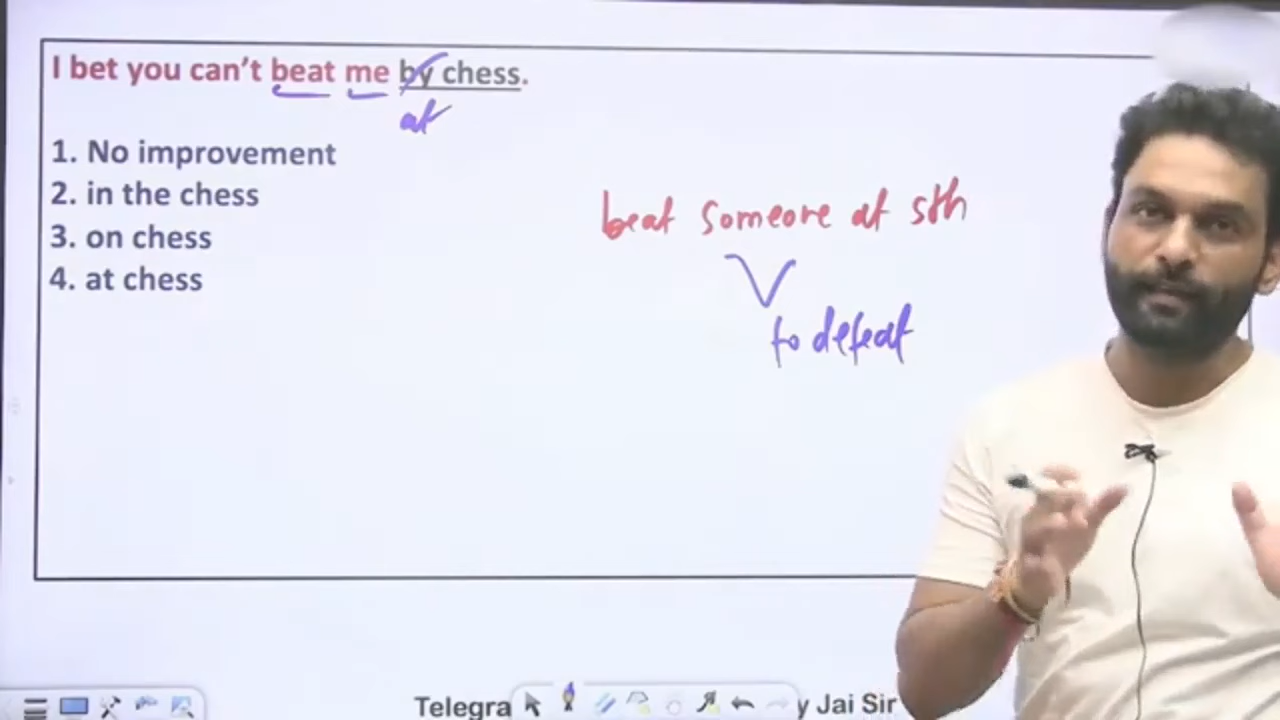 I bet you can't beat me by chess.
at
1. No improvement
2. in the chess
3. on chess
4. at chess
beat someone at sth
to defeat
Telegra
y Jai Sir